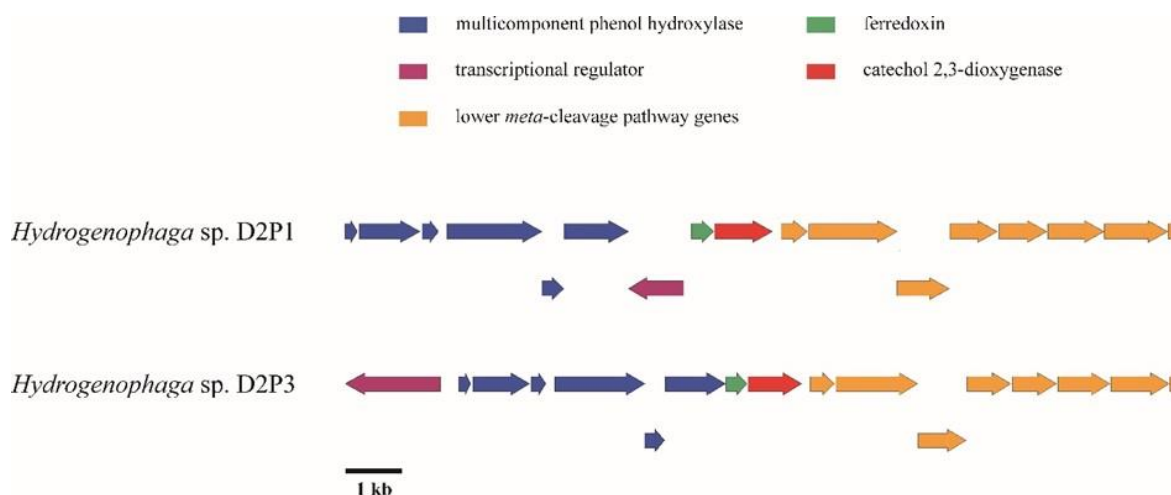 multicomponent phenol hydroxylase
ferredoxin
transcriptional regulator
catechol 2,3-dioxygenase
lower meta-cleavage pathway genes
Hydrogenophaga sp. D2P1
Hydrogenophaga sp. D2P3
1 kb